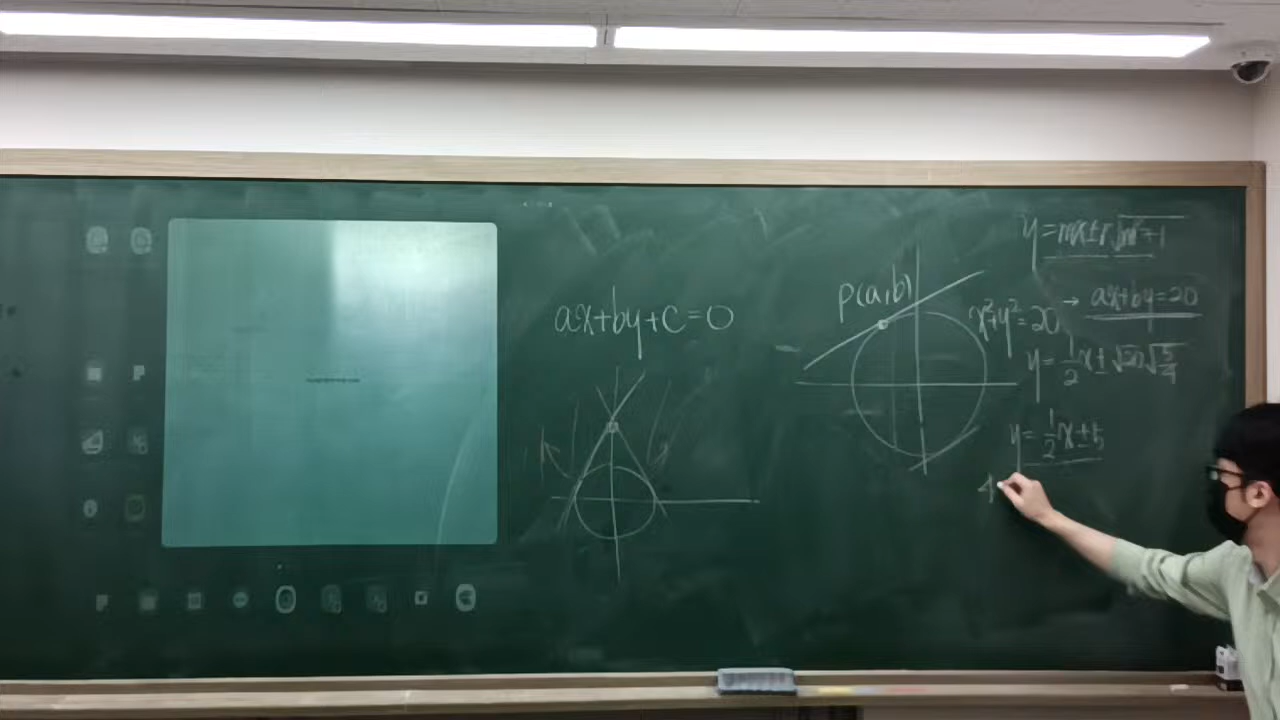 ax+by+c=0
P(a,b)
y=mx±r√m²+1
x²+y²=20 → ax+by=20
y=½x±√20√5/4
y=½x±5
4